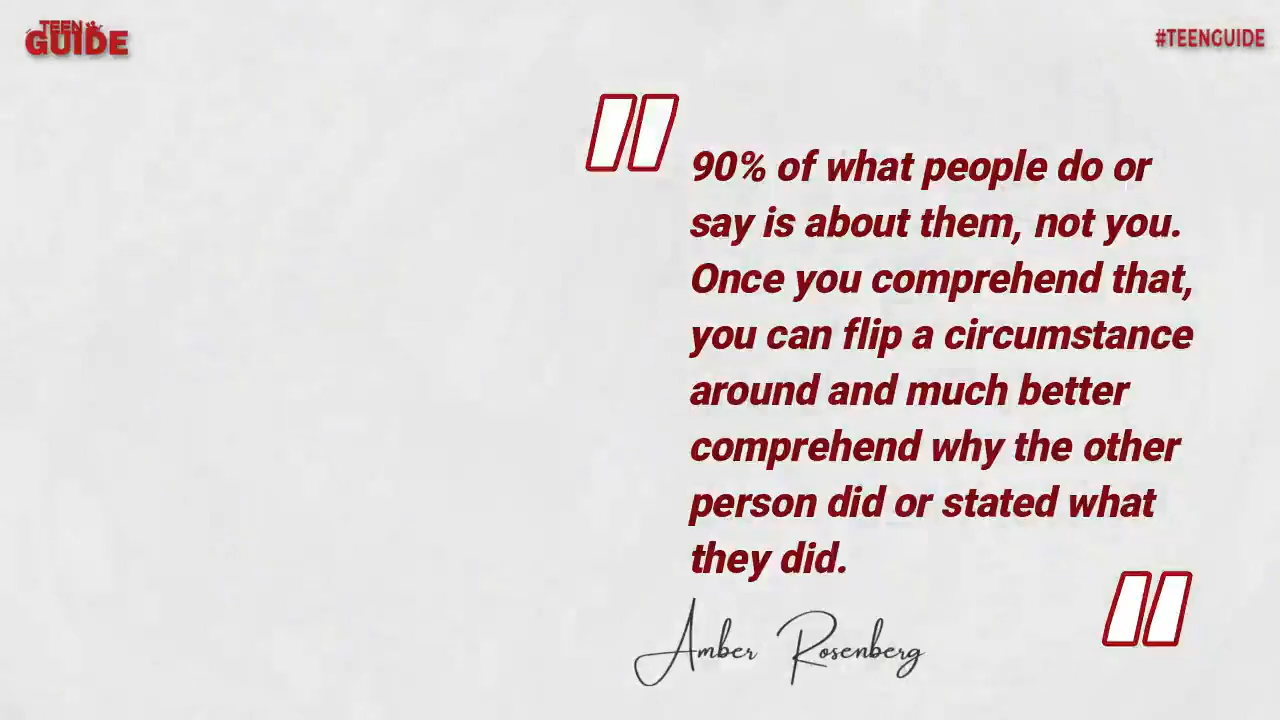 TEEN
GUIDE
#TEENGUIDE
90% of what people do or
say is about them, not you.
Once you comprehend that,
you can flip a circumstance
around and much better
comprehend why the other
person did or stated what
they did.
Amber Rosenberg